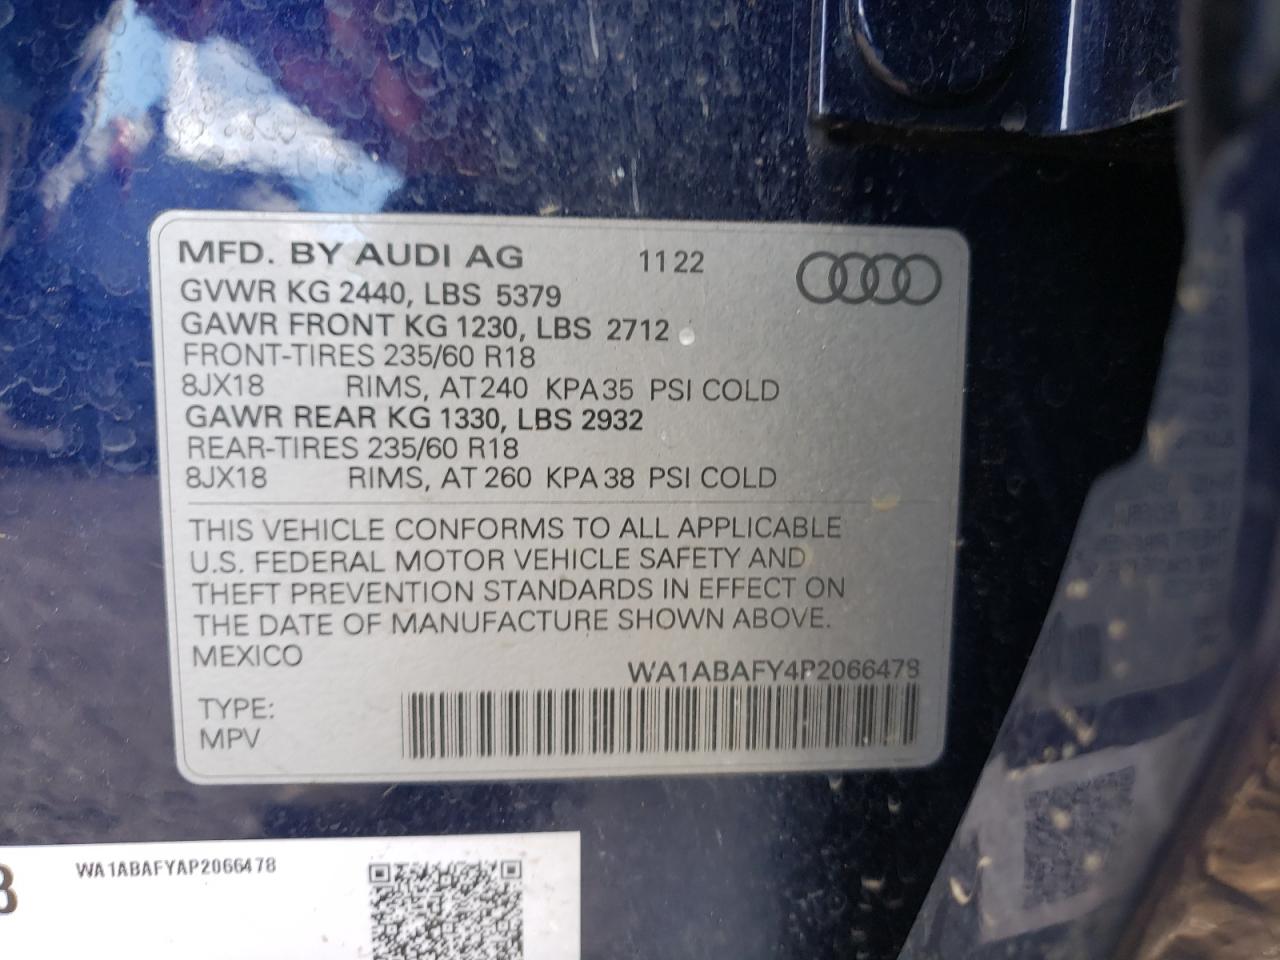 MFD. BY AUDI AG 1122
GVWR KG 2440, LBS 5379
GAWR FRONT KG 1230, LBS 2712
FRONT-TIRES 235/60 R18
8JX18 RIMS, AT 240 KPA 35 PSI COLD
GAWR REAR KG 1330, LBS 2932
REAR-TIRES 235/60 R18
8JX18 RIMS, AT 260 KPA 38 PSI COLD
THIS VEHICLE CONFORMS TO ALL APPLICABLE
U.S. FEDERAL MOTOR VEHICLE SAFETY AND
THEFT PREVENTION STANDARDS IN EFFECT ON
THE DATE OF MANUFACTURE SHOWN ABOVE.
MEXICO
WA1ABAFY4P2066478
TYPE:
MPV
WA1ABAFYAP2066478